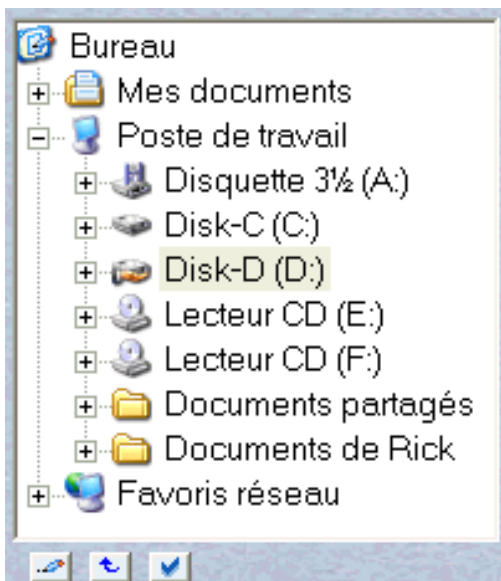 Bureau
Mes documents
Poste de travail
Disquette 3½ (A:)
Disk-C (C:)
Disk-D (D:)
Lecteur CD (E:)
Lecteur CD (F:)
Documents partagés
Documents de Rick
Favoris réseau